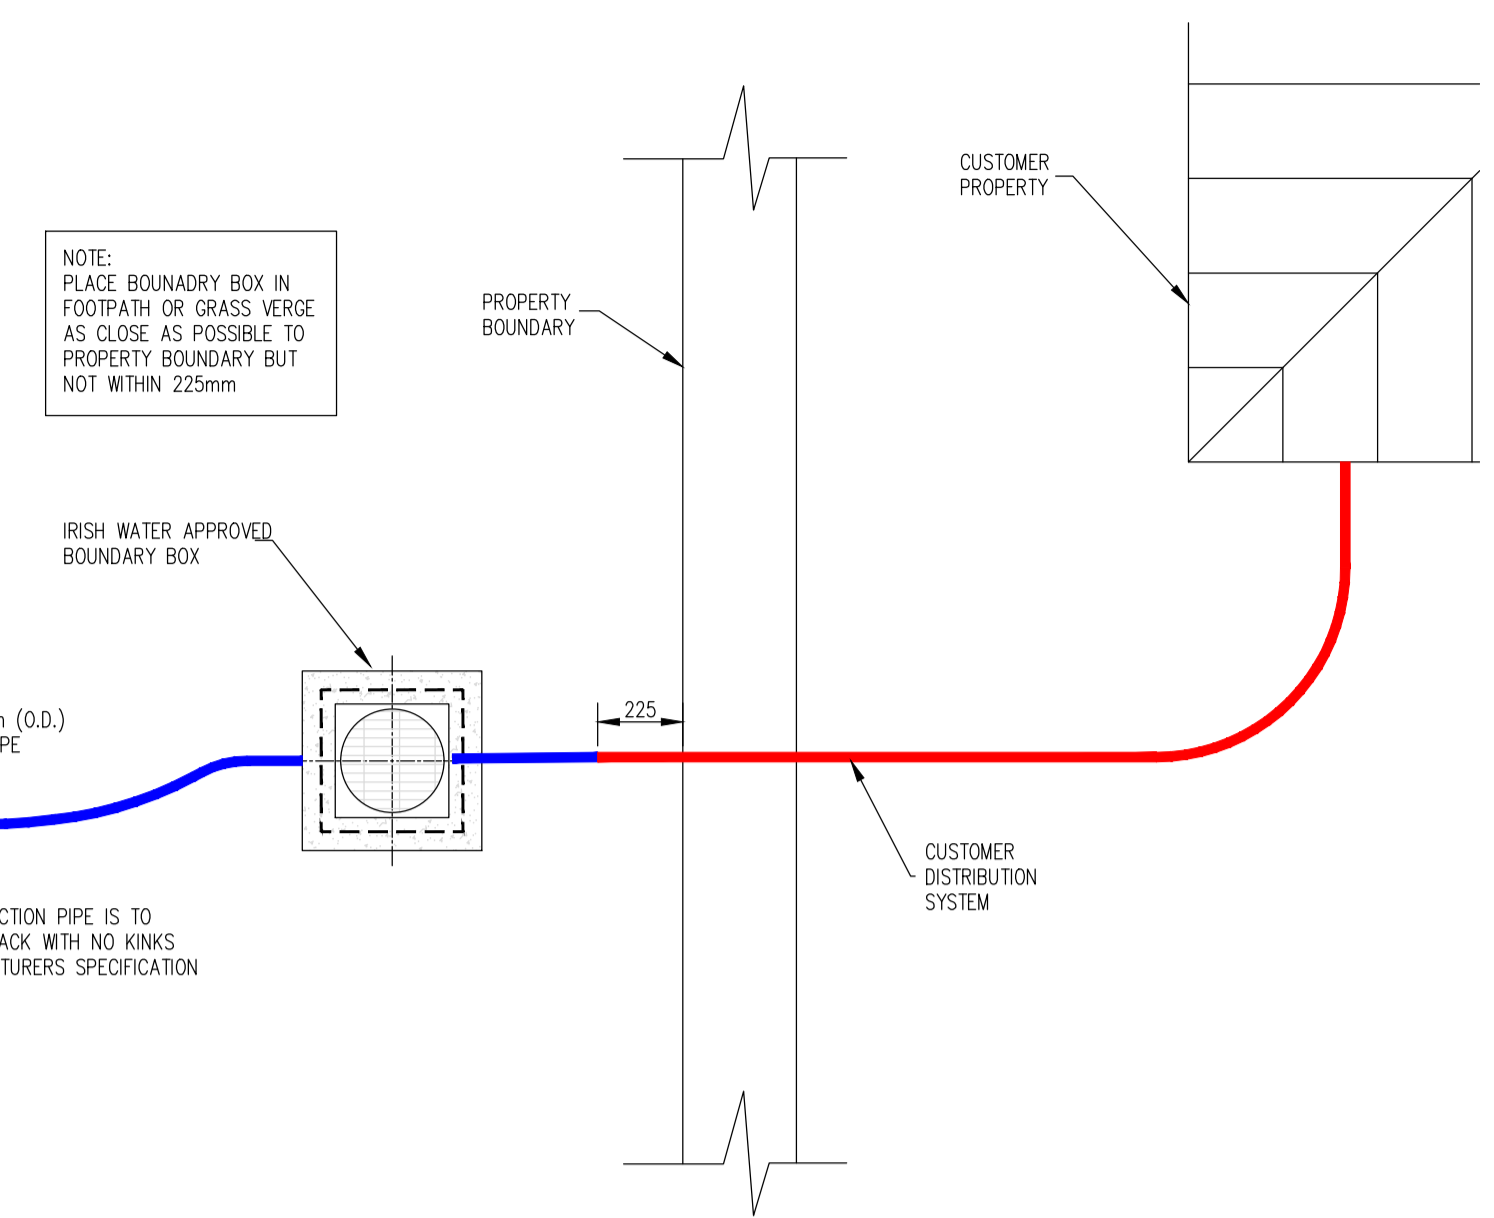 CUSTOMER
PROPERTY
NOTE:
PLACE BOUNADRY BOX IN
FOOTPATH OR GRASS VERGE
AS CLOSE AS POSSIBLE TO
PROPERTY BOUNDARY BUT
NOT WITHIN 225mm
PROPERTY
BOUNDARY
IRISH WATER APPROVED
BOUNDARY BOX
(O.D.)
225
CUSTOMER
DISTRIBUTION
SYSTEM
PIPE IS TO
WITH NO KINKS
SPECIFICATION